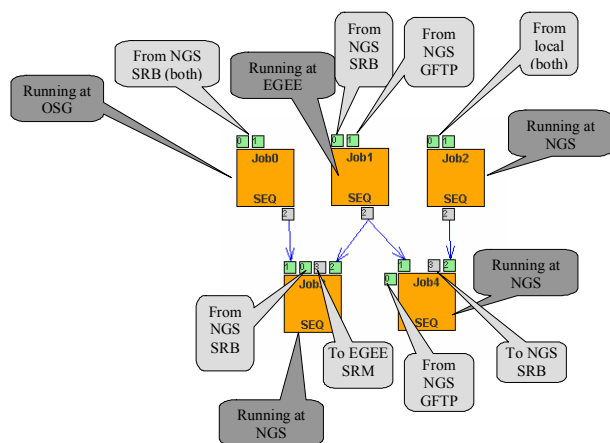 From NGS
SRB (both)
From
NGS
SRB
From
NGS
GFTP
From
local
(both)
Running at
OSG
Running at
EGEE
Running at
NGS
0 1
Job0
SEQ
2
0 1
Job1
SEQ
2
0 1
Job2
SEQ
2
1 0 3 2
SEQ
1 3 2
0
Job4
SEQ
Running at
NGS
From
NGS
SRB
To EGEE
SRM
From
NGS
GFTP
To NGS
SRB
Running at
NGS